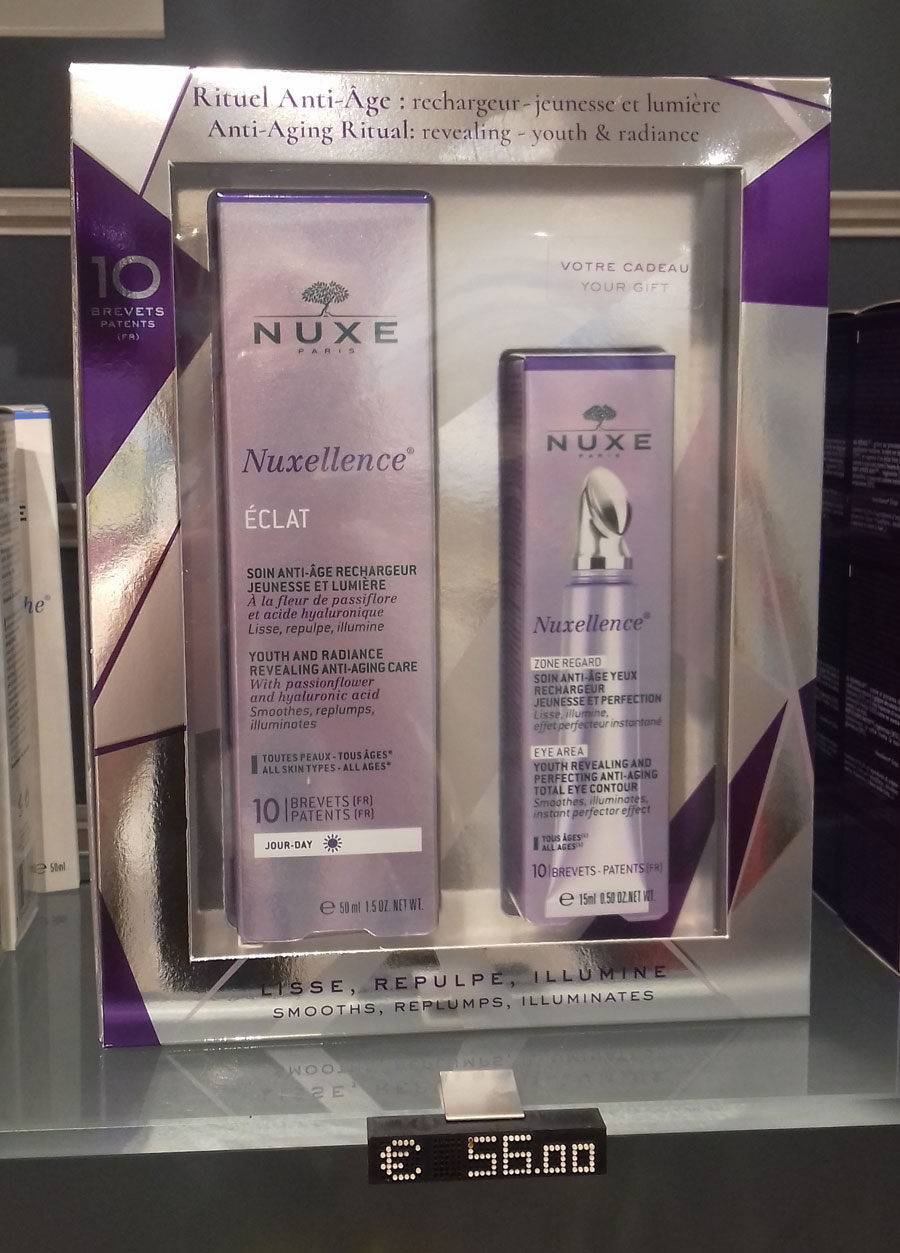 Rituel Anti-Âge : rechargeur-jeunesse et lumière
Anti-Aging Ritual: revealing - youth & radiance
10
BREVETS
PATENTS
(FR)
NUXE
PARIS
Nuxellence®
ÉCLAT
SOIN ANTI-ÂGE RECHARGEUR
JEUNESSE ET LUMIÈRE
À la fleur de passiflore
et acide hyaluronique
Lisse, repulpe, illumine
YOUTH AND RADIANCE
REVEALING ANTI-AGING CARE
With passionflower
and hyaluronic acid
Smoothes, replumps,
illuminates
TOUTES PEAUX - TOUS ÂGES*
ALL SKIN TYPES - ALL AGES*
10 BREVETS (FR)
PATENTS (FR)
JOUR-DAY
e 50 ml 1.5 OZ. NET WT.
VOTRE CADEAU
YOUR GIFT
NUXE
PARIS
Nuxellence®
ZONE REGARD
SOIN ANTI-ÂGE YEUX
RECHARGEUR
JEUNESSE ET PERFECTION
Lisse, illumine,
effet perfecteur instantané
EYE AREA
YOUTH REVEALING AND
PERFECTING ANTI-AGING
TOTAL EYE CONTOUR
Smoothes, illuminates,
instant perfector effect
TOUS ÂGES
ALL AGES
10 BREVETS - PATENTS (FR)
e 15ml 0.50 OZ. NET WT.
LISSE, REPULPE, ILLUMINE
SMOOTHS, REPLUMPS, ILLUMINATES
he®
e 50ml
€ 56.00